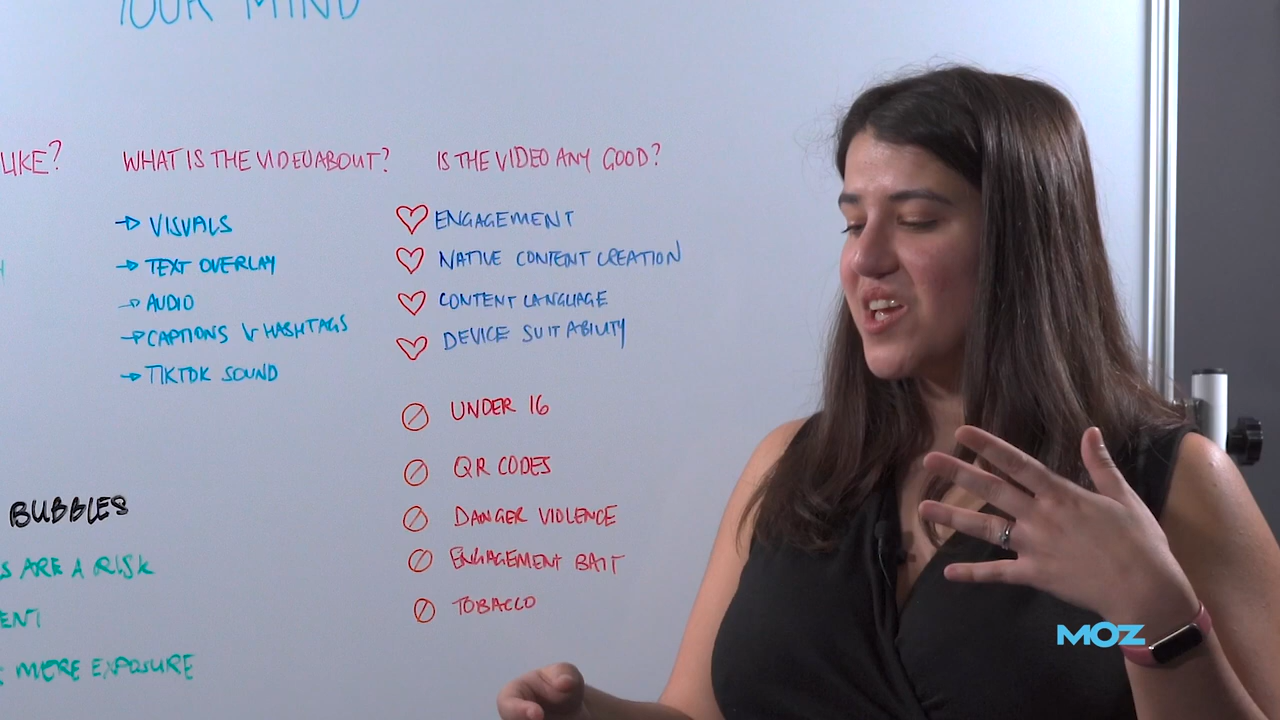 YOUR MIND
LIKE?
WHAT IS THE VIDEO ABOUT?
→ VISUALS
→ TEXT OVERLAY
→ AUDIO
→ CAPTIONS & HASHTAGS
→ TIKTOK SOUND
IS THE VIDEO ANY GOOD?
ENGAGEMENT
NATIVE CONTENT CREATION
CONTENT LANGUAGE
DEVICE SUITABILITY
UNDER 16
QR CODES
DANGER VIOLENCE
ENGAGEMENT BAIT
TOBACCO
BUBBLES
S ARE A RISK
ENT
MORE EXPOSURE
MOZ